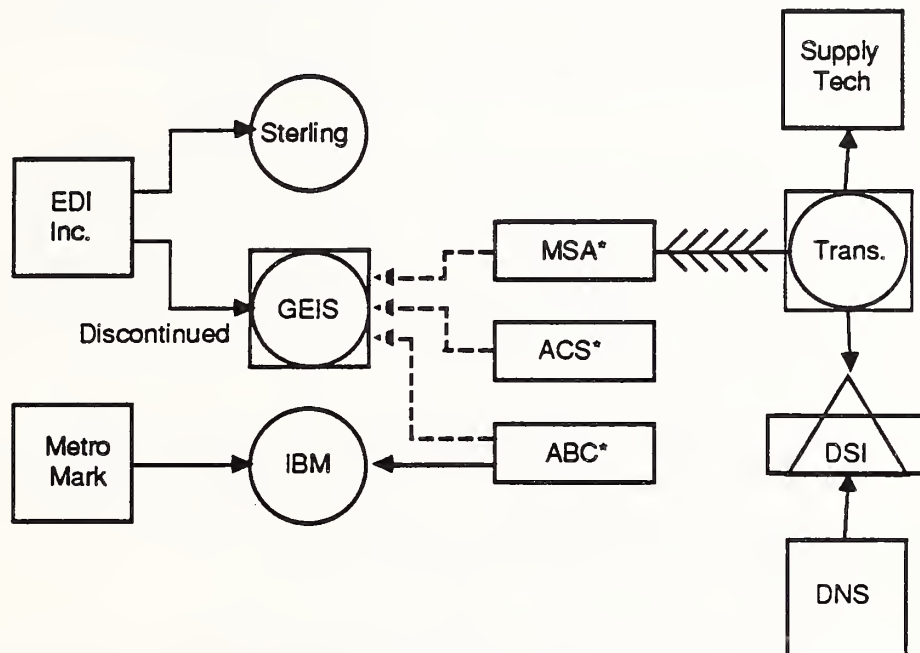 Supply
Tech
Sterling
EDI
Inc.
MSA*
Trans.
GEIS
Discontinued
ACS*
Metro
Mark
IBM
ABC*
DSI
DNS